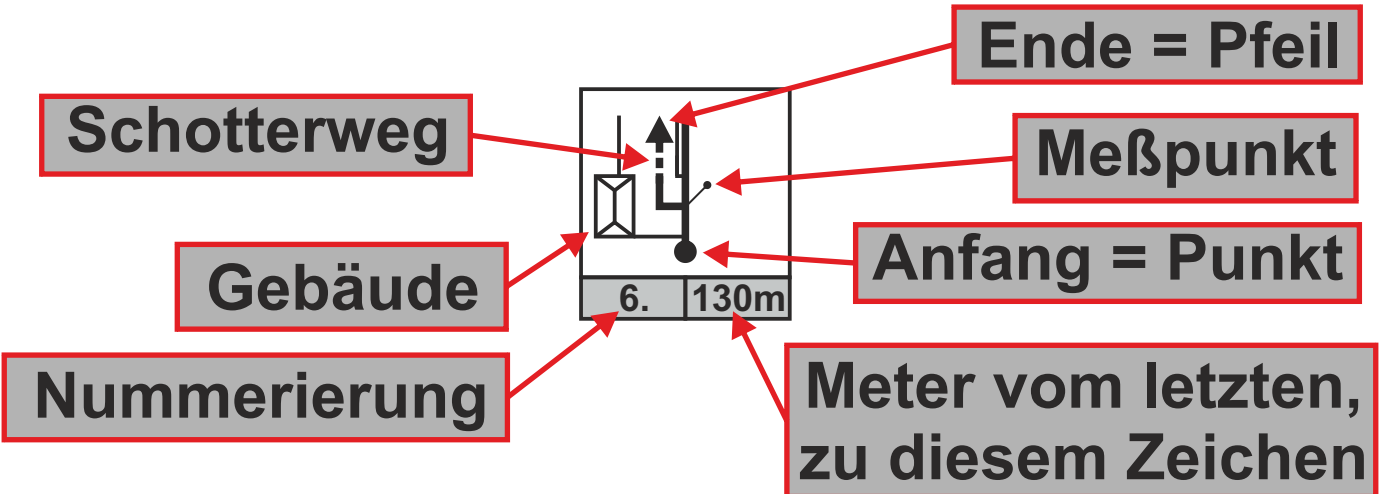 Ende = Pfeil
Schotterweg
Meßpunkt
Gebäude
Anfang = Punkt
6.
130m
Nummerierung
Meter vom letzten,
zu diesem Zeichen